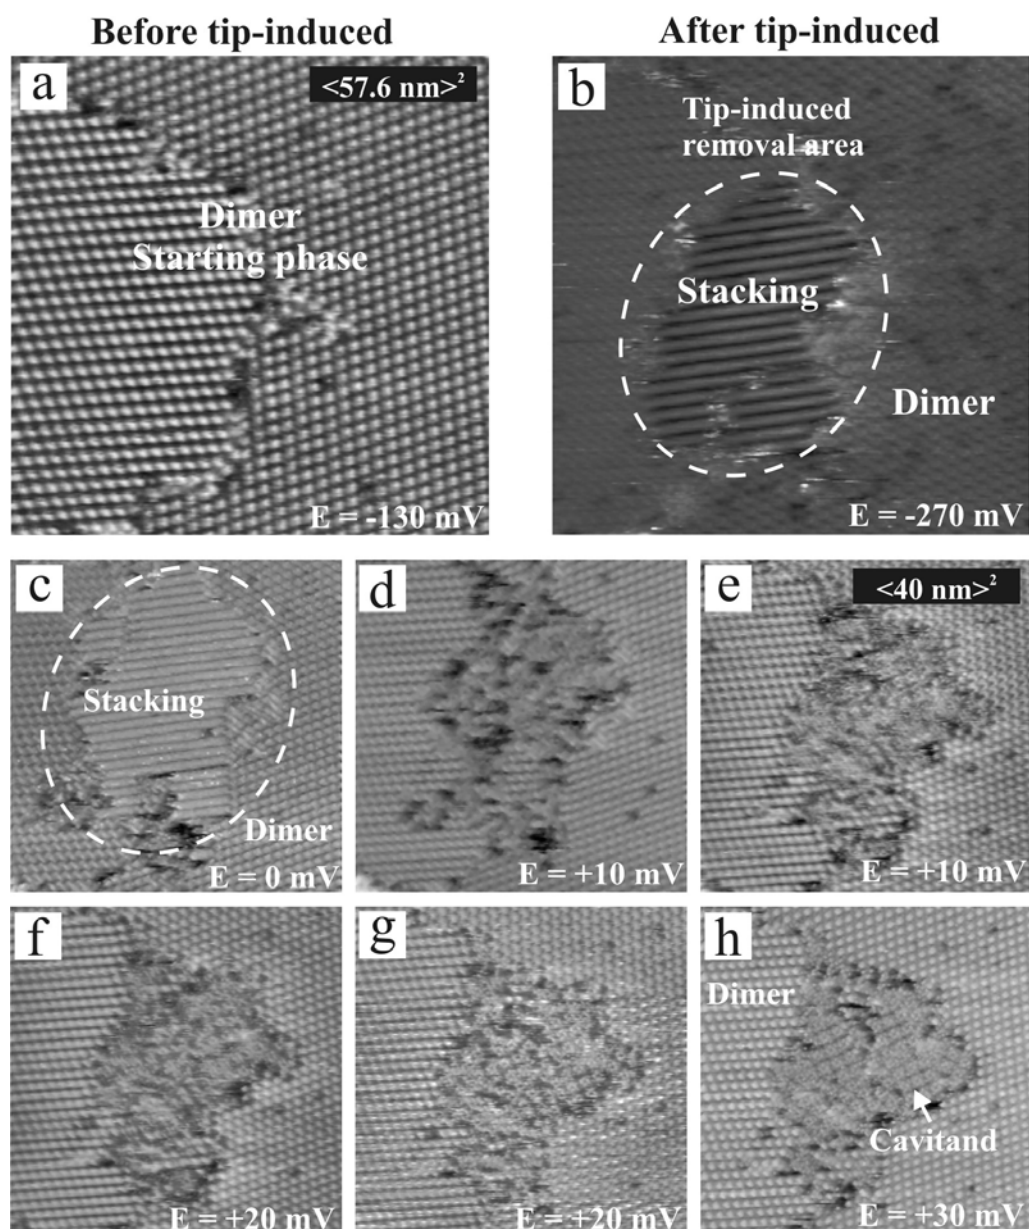 Before tip-induced
After tip-induced
a
<57.6 nm>²
Dimer
Starting phase
E = -130 mV
b
Tip-induced
removal area
Stacking
Dimer
E = -270 mV
c
Stacking
Dimer
E = 0 mV
d
E = +10 mV
e
<40 nm>²
E = +10 mV
f
E = +20 mV
g
E = +20 mV
h
Dimer
Cavitand
E = +30 mV